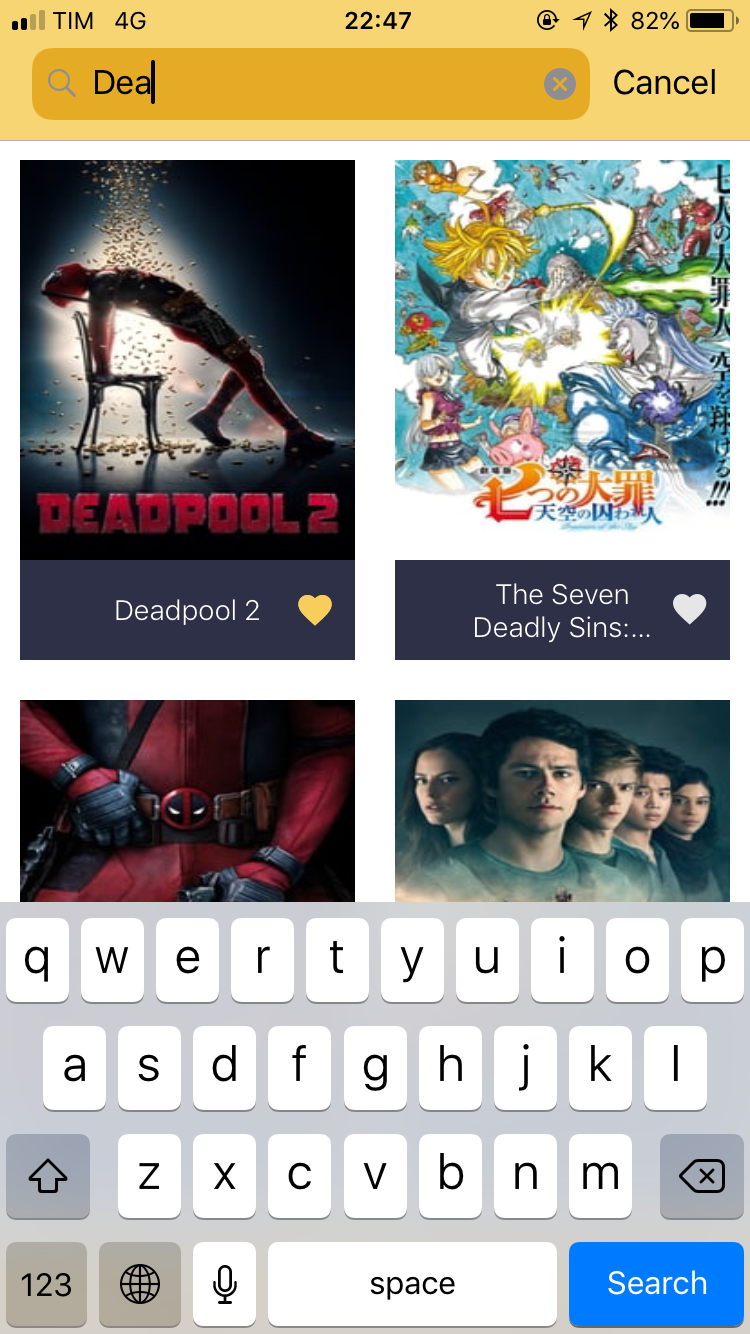 TIM 4G 22:47 82%
Dea
Cancel
DEADPOOL 2
七人の大罪人、空を翔ける!!!
劇場版
七つの大罪
天空の囚われ人
Deadpool 2
The Seven
Deadly Sins:...
q w e r t y u i o p
a s d f g h j k l
z x c v b n m
123 space Search